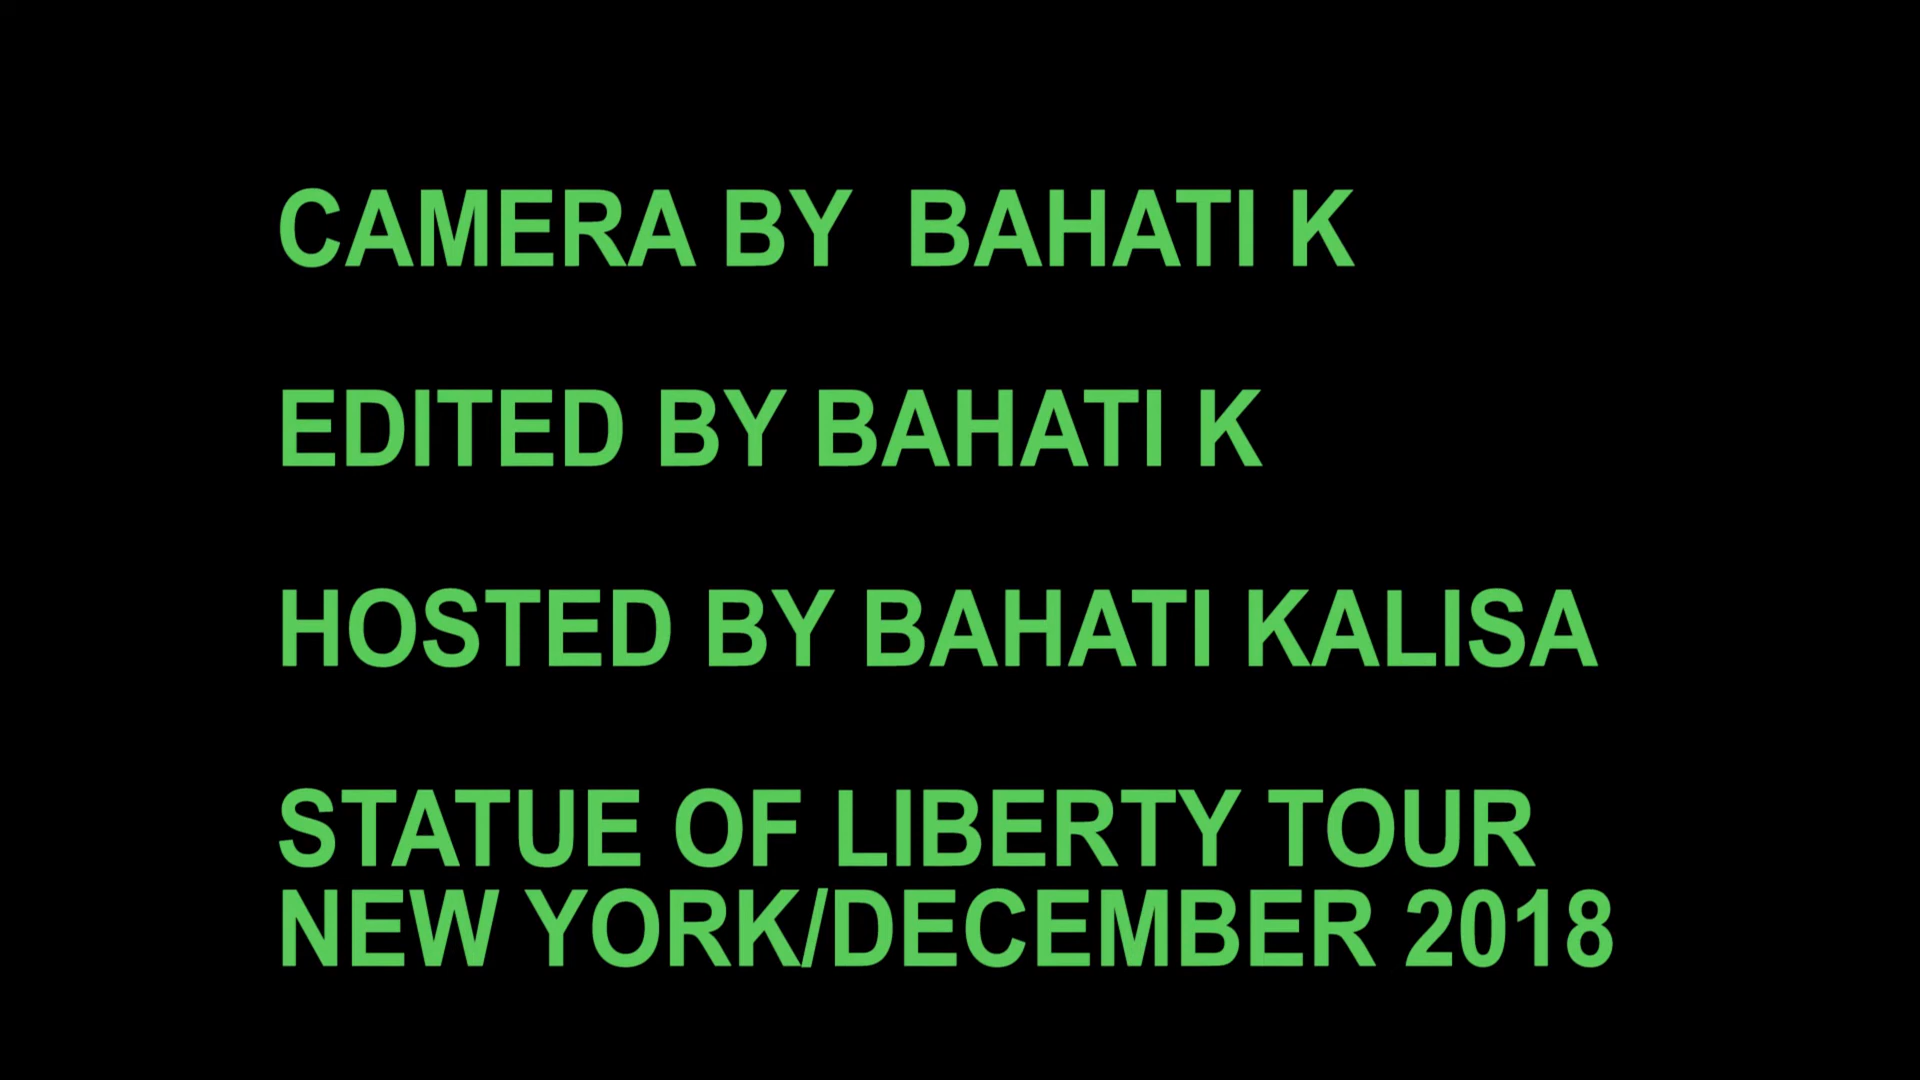 CAMERA BY  BAHATI K
EDITED BY BAHATI K
HOSTED BY BAHATI KALISA
STATUE OF LIBERTY TOUR
NEW YORK/DECEMBER 2018